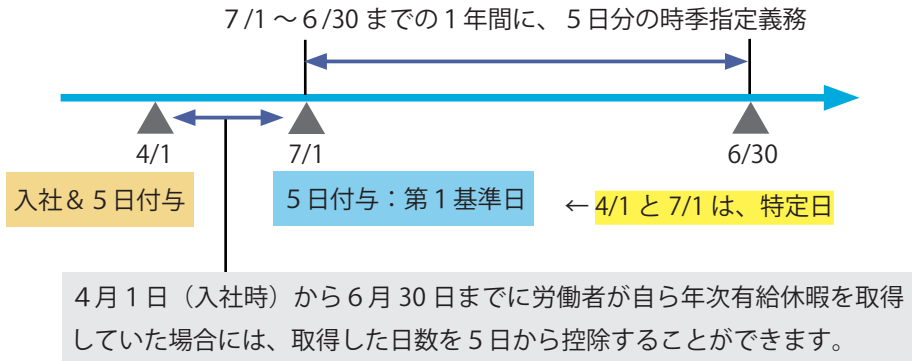 7/1～6/30までの1年間に、5日分の時季指定義務
4/1
7/1
6/30
入社＆5日付与
5日付与：第1基準日
←4/1と7/1は、特定日
4月1日（入社時）から6月30日までに労働者が自ら年次有給休暇を取得
していた場合には、取得した日数を5日から控除することができます。